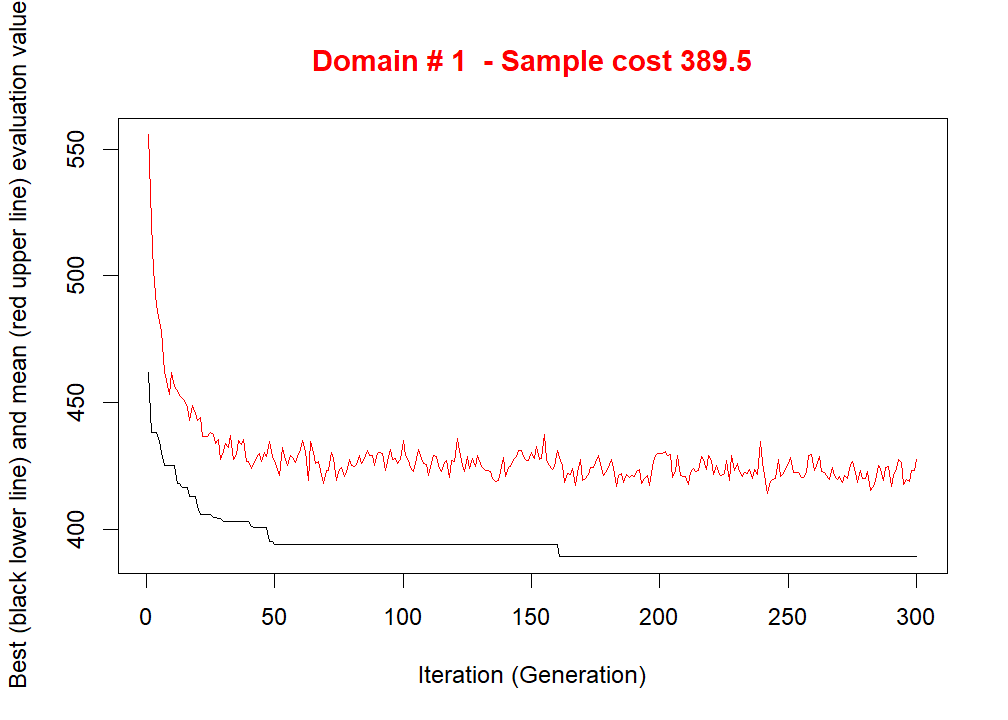 Domain # 1  - Sample cost 389.5
Best (black lower line) and mean (red upper line) evaluation value
550
500
450
400
0 50 100 150 200 250 300
Iteration (Generation)